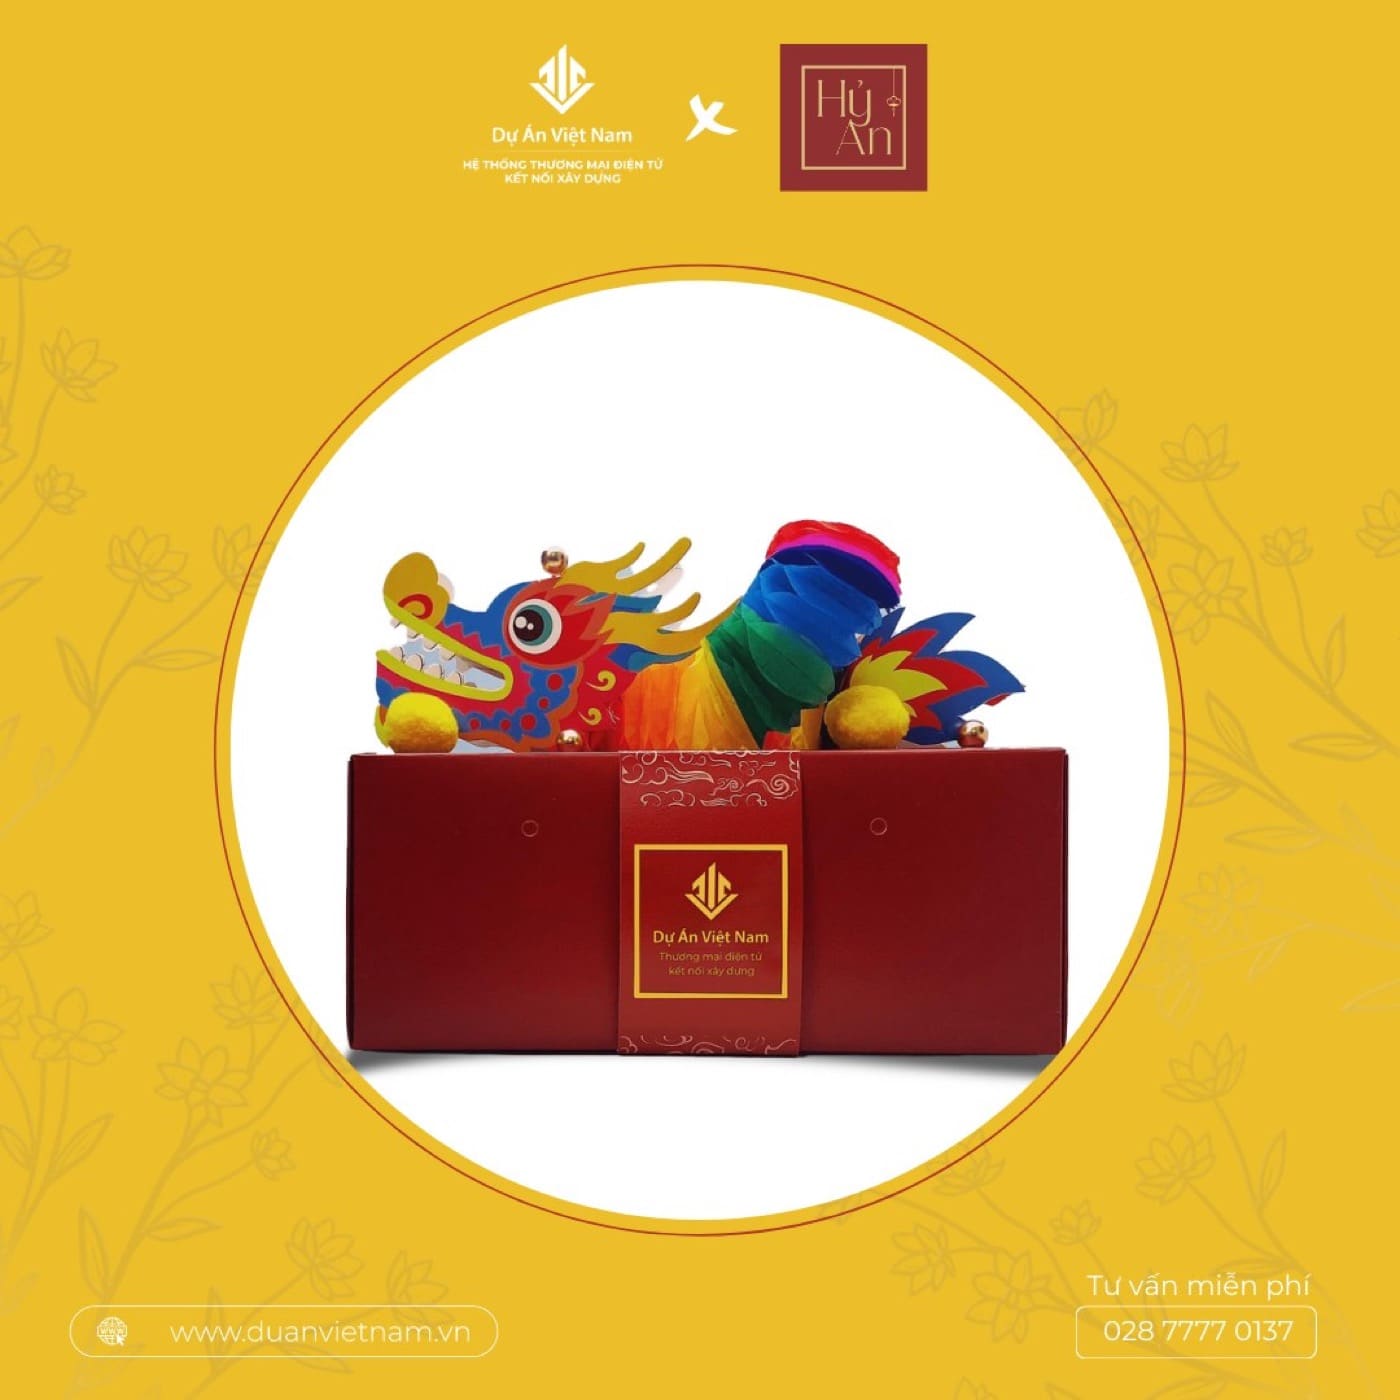 Dự Án Việt Nam
HỆ THỐNG THƯƠNG MẠI ĐIỆN TỬ
KẾT NỐI XÂY DỰNG
X
Hỷ
An
Dự Án Việt Nam
Thương mại điện tử
kết nối xây dựng
www.duanvietnam.vn
Tư vấn miễn phí
028 7777 0137